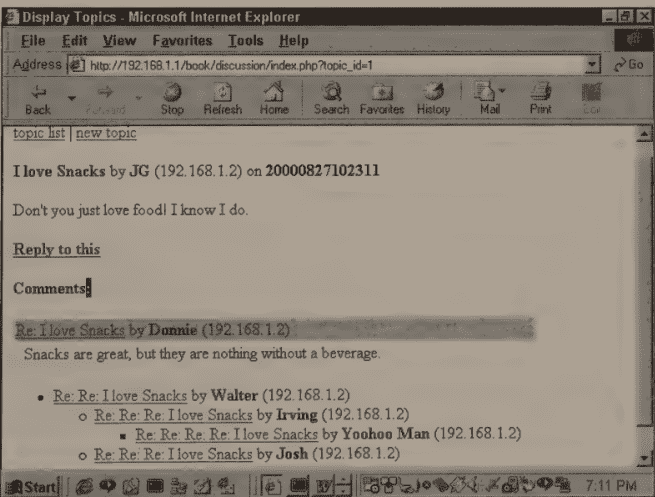 Display Topics - Microsoft Internet Explorer
File Edit View Favorites Tools Help
Address http://192.168.1.1/book/discussion/index.php?topic_id=1 Go
Back Forward Stop Refresh Home Search Favorites History Mail Print Edit
topic list | new topic
I love Snacks by JG (192.168.1.2) on 20000827102311
Don't you just love food! I know I do.
Reply to this
Comments:
Re: I love Snacks by Donnie (192.168.1.2)
Snacks are great, but they are nothing without a beverage.
Re: Re: I love Snacks by Walter (192.168.1.2)
Re: Re: Re: I love Snacks by Irving (192.168.1.2)
Re: Re: Re: Re: I love Snacks by Yoohoo Man (192.168.1.2)
Re: Re: Re: I love Snacks by Josh (192.168.1.2)
Start 7:11 PM